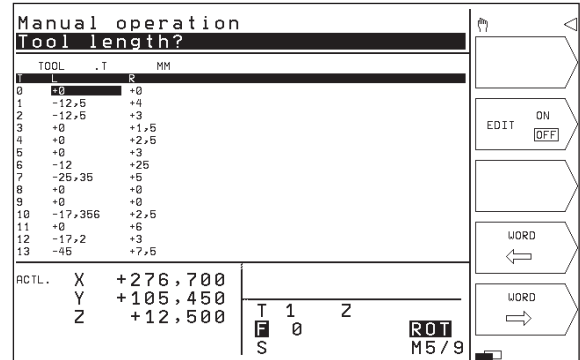 Manual operation
Tool length?
TOOL .T MM
T L R
0 +0 +0
1 -12,5 +4
2 -12,5 +3
3 +0 +1,5
4 +0 +2,5
5 +0 +3
6 -12 +25
7 -25,35 +5
8 +0 +0
9 +0 +0
10 -17,356 +2,5
11 +0 +6
12 -17,2 +3
13 -45 +7,5
ACTL. X +276,700
Y +105,450
Z +12,500
T 1 Z
F 0 ROT
S M5/9
EDIT ON
OFF
WORD
WORD